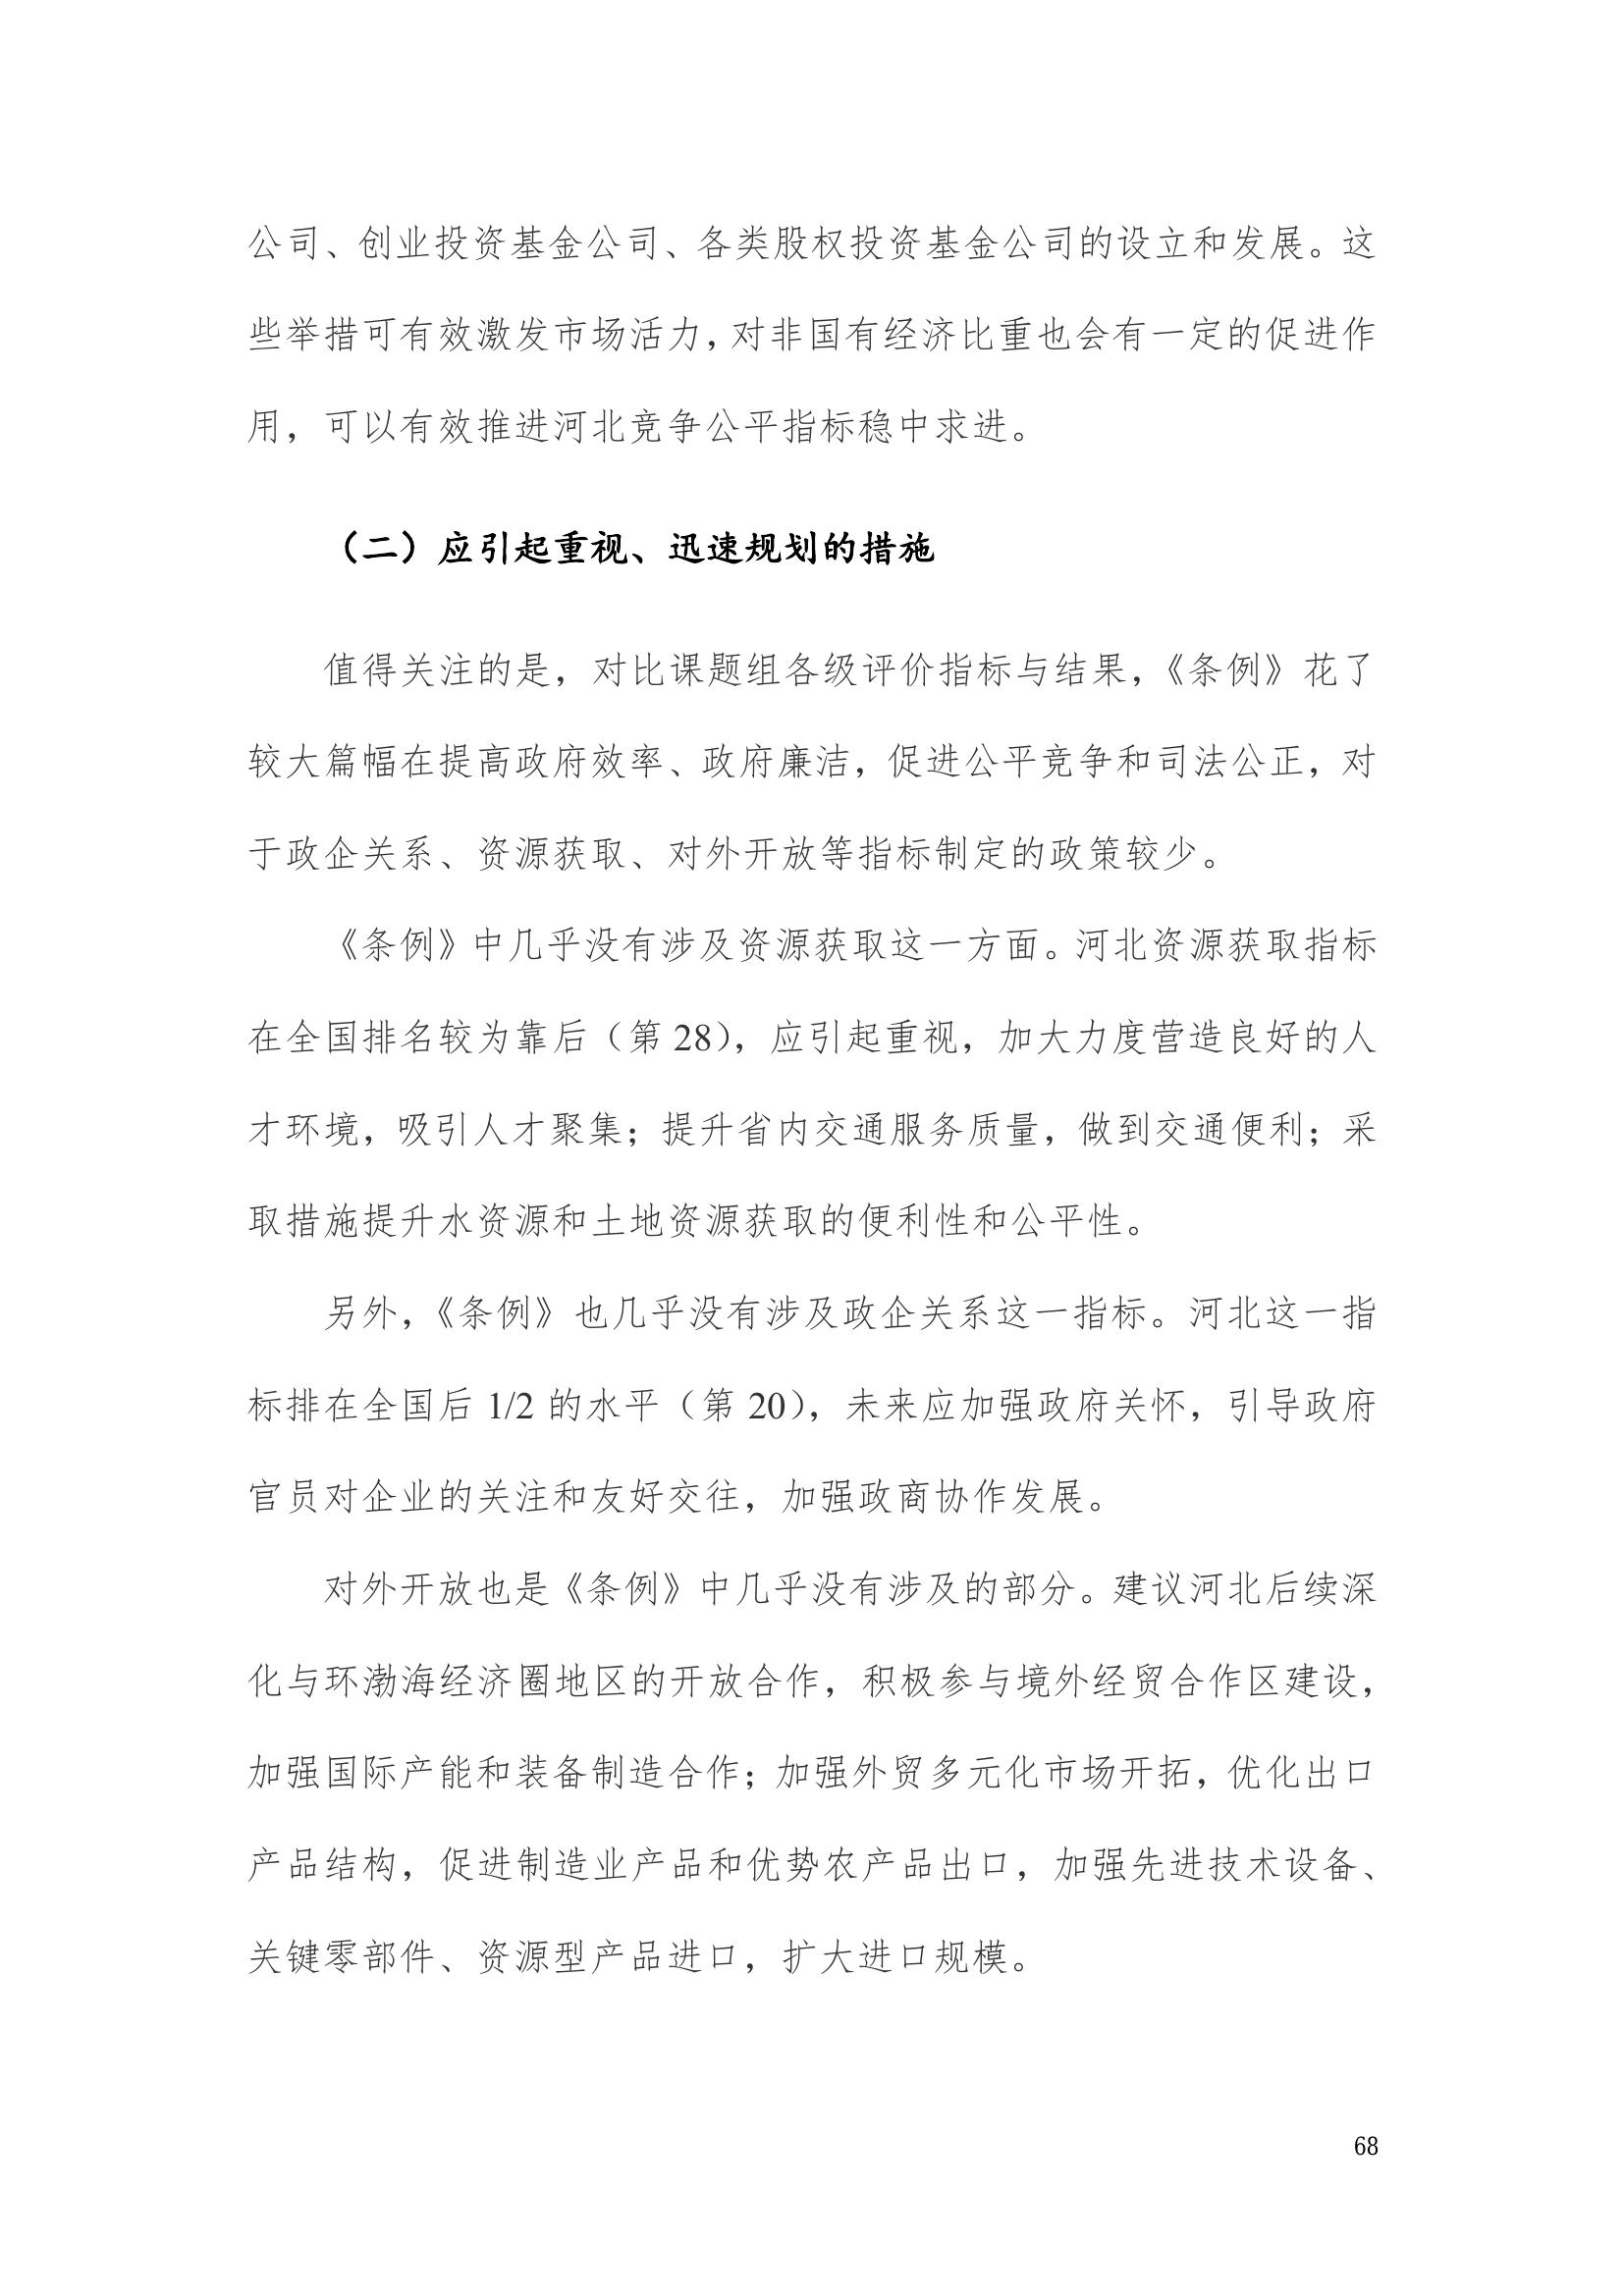 公司、创业投资基金公司、各类股权投资基金公司的设立和发展。这
些举措可有效激发市场活力，对非国有经济比重也会有一定的促进作
用，可以有效推进河北竞争公平指标稳中求进。
（二）应引起重视、迅速规划的措施
值得关注的是，对比课题组各级评价指标与结果，《条例》花了
较大篇幅在提高政府效率、政府廉洁，促进公平竞争和司法公正，对
于政企关系、资源获取、对外开放等指标制定的政策较少。
《条例》中几乎没有涉及资源获取这一方面。河北资源获取指标
在全国排名较为靠后（第 28），应引起重视，加大力度营造良好的人
才环境，吸引人才聚集；提升省内交通服务质量，做到交通便利；采
取措施提升水资源和土地资源获取的便利性和公平性。
另外，《条例》也几乎没有涉及政企关系这一指标。河北这一指
标排在全国后 1/2 的水平（第 20），未来应加强政府关怀，引导政府
官员对企业的关注和友好交往，加强政商协作发展。
对外开放也是《条例》中几乎没有涉及的部分。建议河北后续深
化与环渤海经济圈地区的开放合作，积极参与境外经贸合作区建设，
加强国际产能和装备制造合作；加强外贸多元化市场开拓，优化出口
产品结构，促进制造业产品和优势农产品出口，加强先进技术设备、
关键零部件、资源型产品进口，扩大进口规模。
68